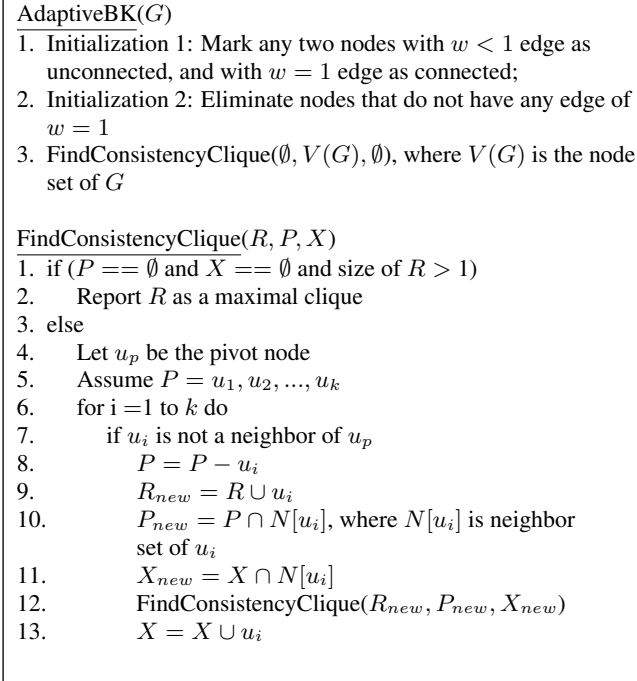 AdaptiveBK(G)
1. Initialization 1: Mark any two nodes with w < 1 edge as
unconnected, and with w = 1 edge as connected;
2. Initialization 2: Eliminate nodes that do not have any edge of
w = 1
3. FindConsistencyClique(∅, V(G), ∅), where V(G) is the node
set of G
FindConsistencyClique(R, P, X)
1. if (P == ∅ and X == ∅ and size of R > 1)
2. Report R as a maximal clique
3. else
4. Let u_p be the pivot node
5. Assume P = u_1, u_2, ..., u_k
6. for i =1 to k do
7. if u_i is not a neighbor of u_p
8. P = P − u_i
9. R_new = R ∪ u_i
10. P_new = P ∩ N[u_i], where N[u_i] is neighbor
set of u_i
11. X_new = X ∩ N[u_i]
12. FindConsistencyClique(R_new, P_new, X_new)
13. X = X ∪ u_i